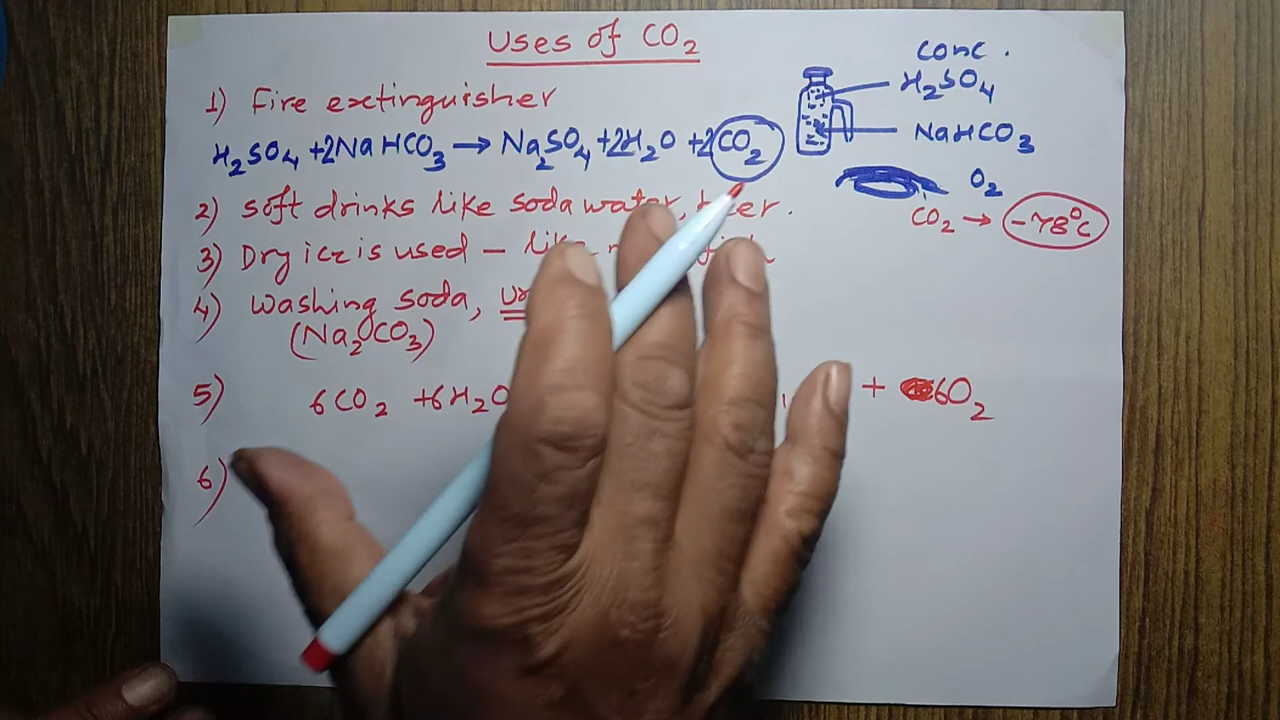 Uses of CO2
1) Fire extinguisher
H2SO4 +2NaHCO3 → Na2SO4 +2H2O +2CO2
conc.
H2SO4
NaHCO3
O2
CO2 → -78°C
2) soft drinks like soda water,
3) Dry ice is used –
4) Washing soda,
(Na2CO3)
5) 6CO2 +6H2O + 6O2
6)